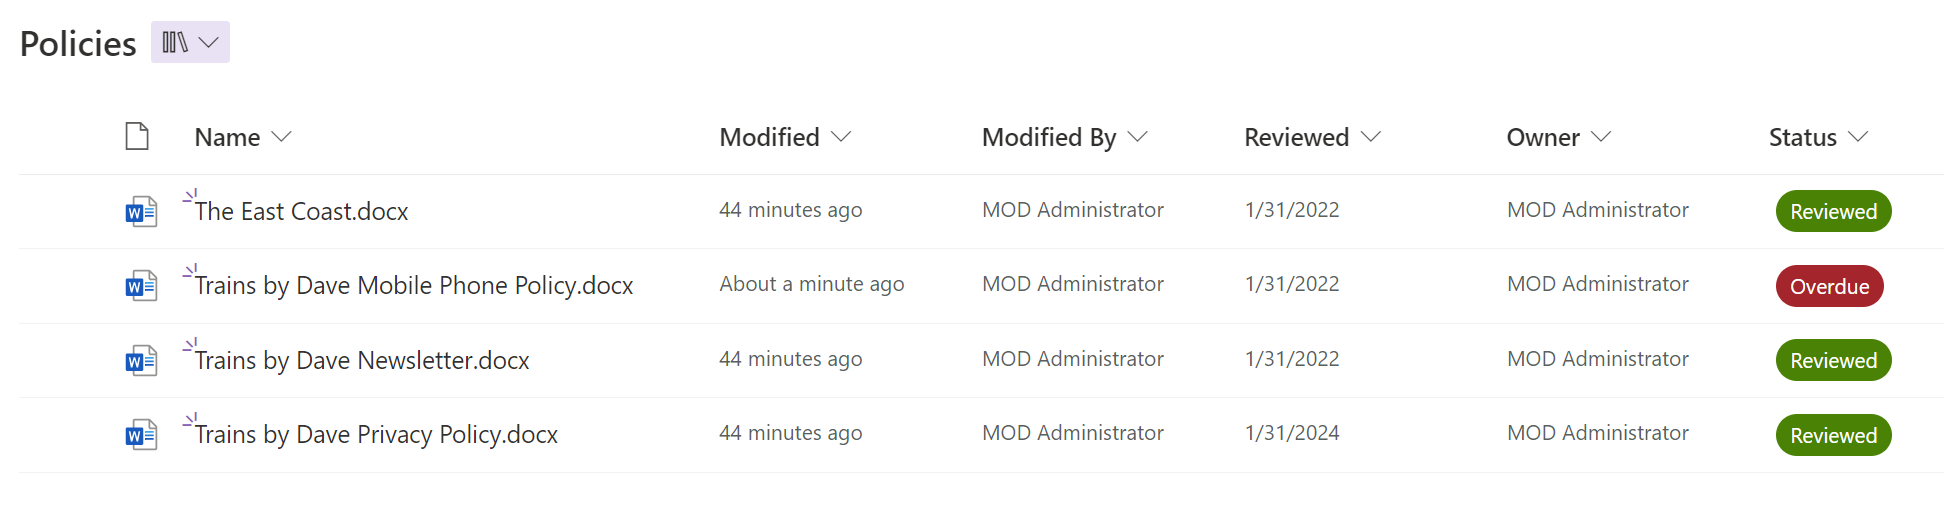 Policies
Name Modified Modified By Reviewed Owner Status
The East Coast.docx 44 minutes ago MOD Administrator 1/31/2022 MOD Administrator Reviewed
Trains by Dave Mobile Phone Policy.docx About a minute ago MOD Administrator 1/31/2022 MOD Administrator Overdue
Trains by Dave Newsletter.docx 44 minutes ago MOD Administrator 1/31/2022 MOD Administrator Reviewed
Trains by Dave Privacy Policy.docx 44 minutes ago MOD Administrator 1/31/2024 MOD Administrator Reviewed